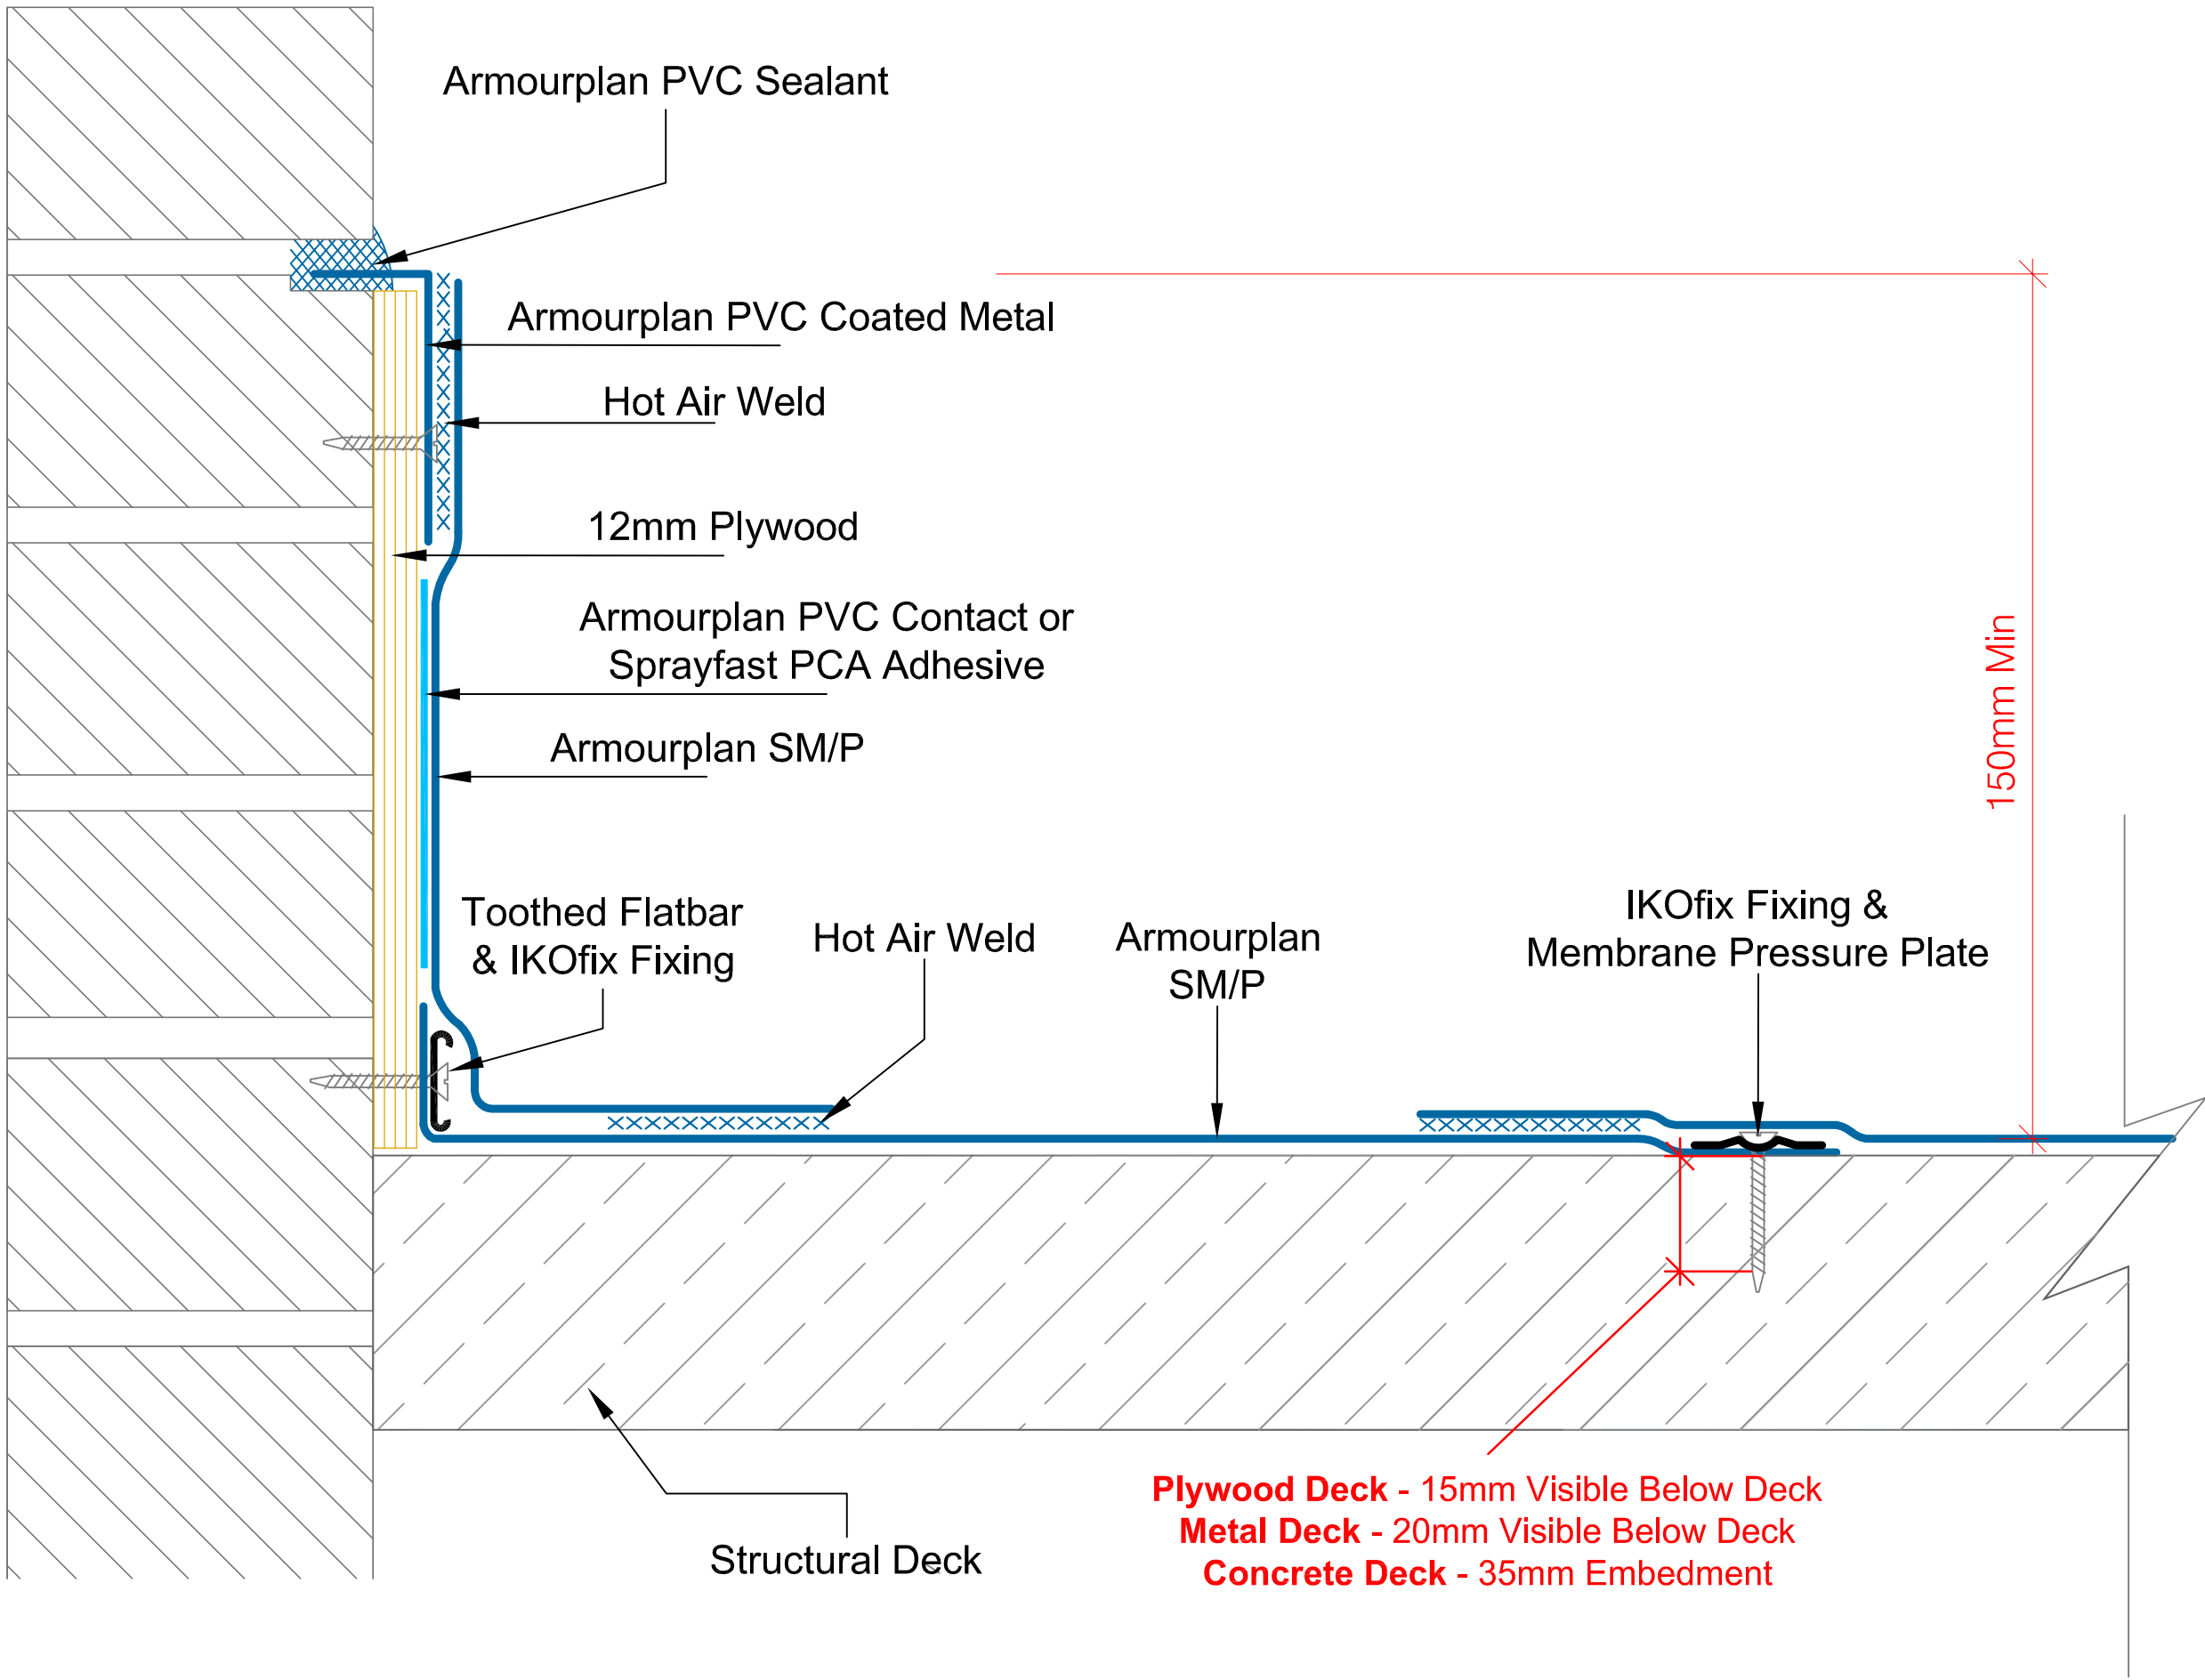 Armourplan PVC Sealant
Armourplan PVC Coated Metal
Hot Air Weld
12mm Plywood
Armourplan PVC Contact or
Sprayfast PCA Adhesive
Armourplan SM/P
150mm Min
Toothed Flatbar
& IKOfix Fixing
Hot Air Weld
Armourplan
SM/P
IKOfix Fixing &
Membrane Pressure Plate
Plywood Deck - 15mm Visible Below Deck
Metal Deck - 20mm Visible Below Deck
Concrete Deck - 35mm Embedment
Structural Deck